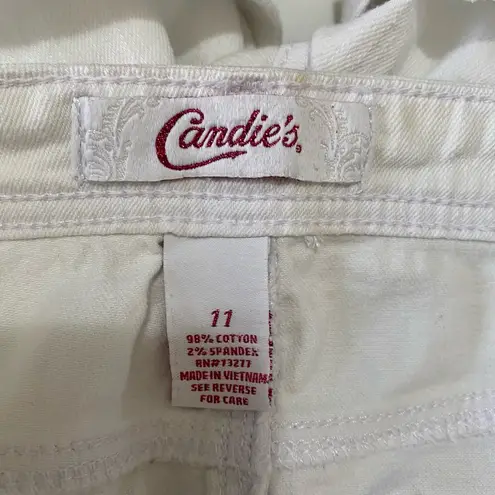 Candie's®
11
98% COTTON
2% SPANDEX
RN#73277
MADE IN VIETNAM
SEE REVERSE
FOR CARE